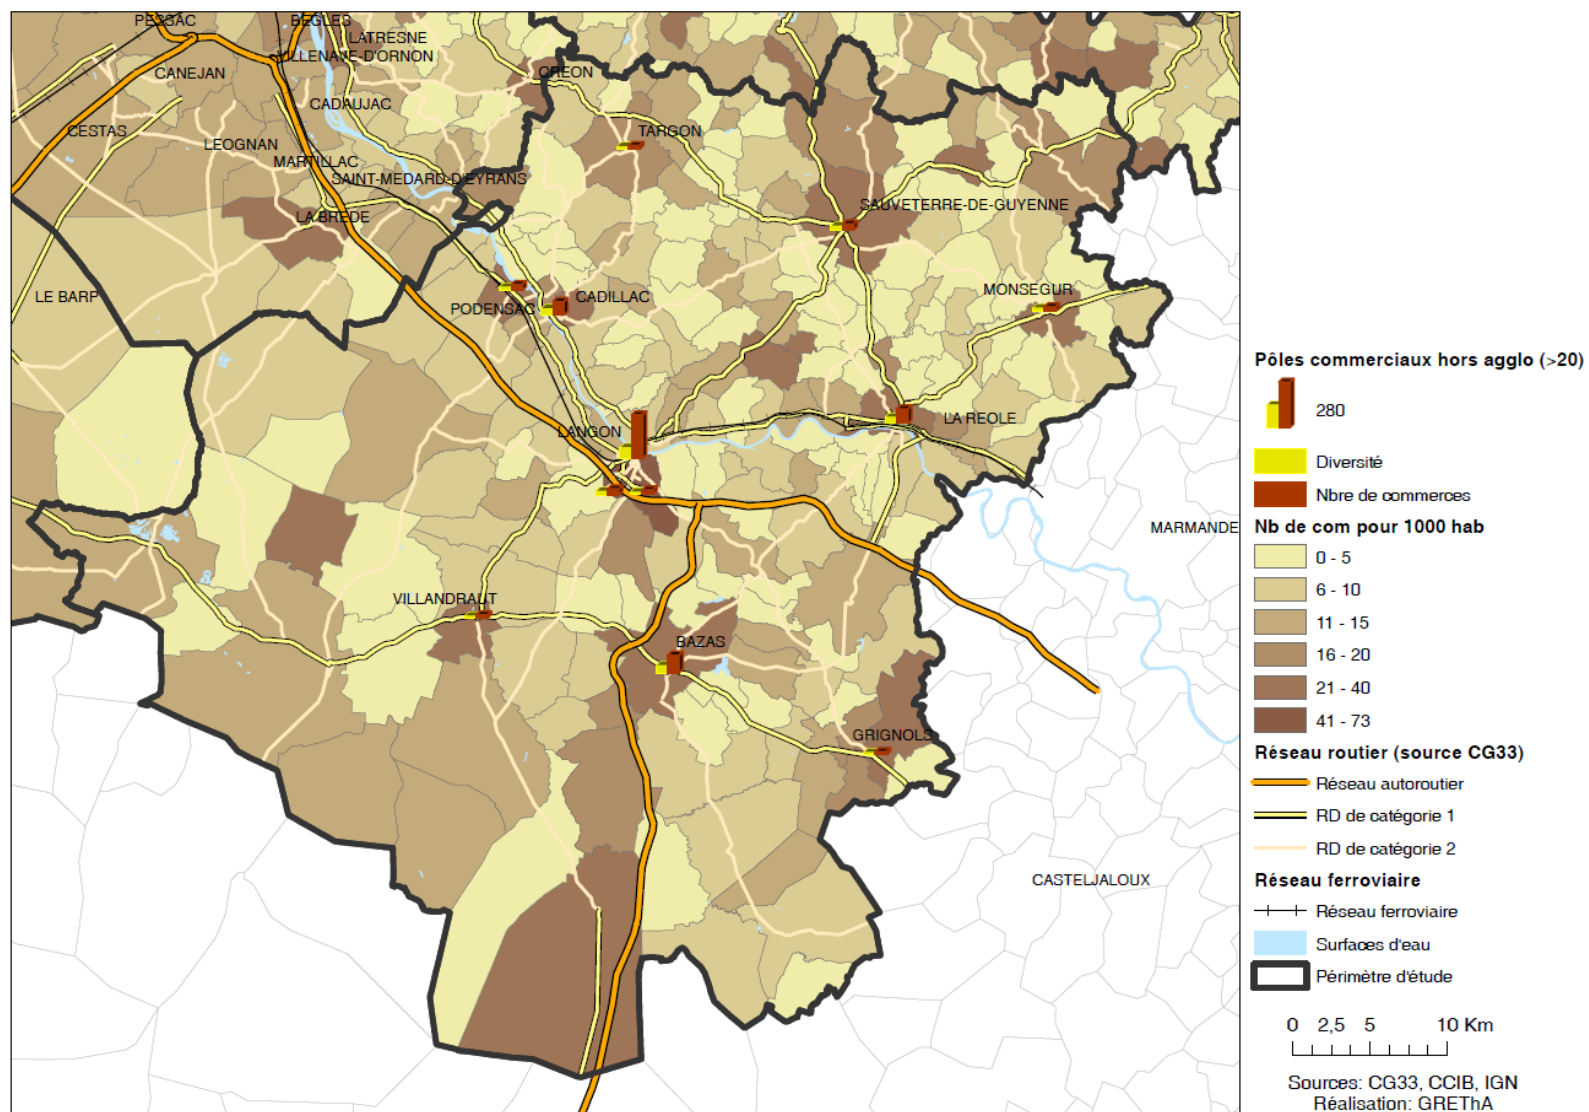 PESSAC
BEGLES
LATRESNE
VILLENAVE-D'ORNON
CANEJAN
CREON
CADAUJAC
CESTAS
TARGON
LEOGNAN
MARTILLAC
SAINT-MEDARD-D'EYRANS
SAUVETERRE-DE-GUYENNE
LA BREDE
LE BARP
MONSEGUR
CADILLAC
PODENSAC
LANGON
LA REOLE
MARMANDE
VILLANDRAUT
BAZAS
GRIGNOLS
CASTELJALOUX
Pôles commerciaux hors agglo (>20)
280
Diversité
Nbre de commerces
Nb de com pour 1000 hab
0 - 5
6 - 10
11 - 15
16 - 20
21 - 40
41 - 73
Réseau routier (source CG33)
Réseau autoroutier
RD de catégorie 1
RD de catégorie 2
Réseau ferroviaire
Réseau ferroviaire
Surfaces d'eau
Périmètre d'étude
0 2,5 5 10 Km
Sources: CG33, CCIB, IGN
Réalisation: GREThA